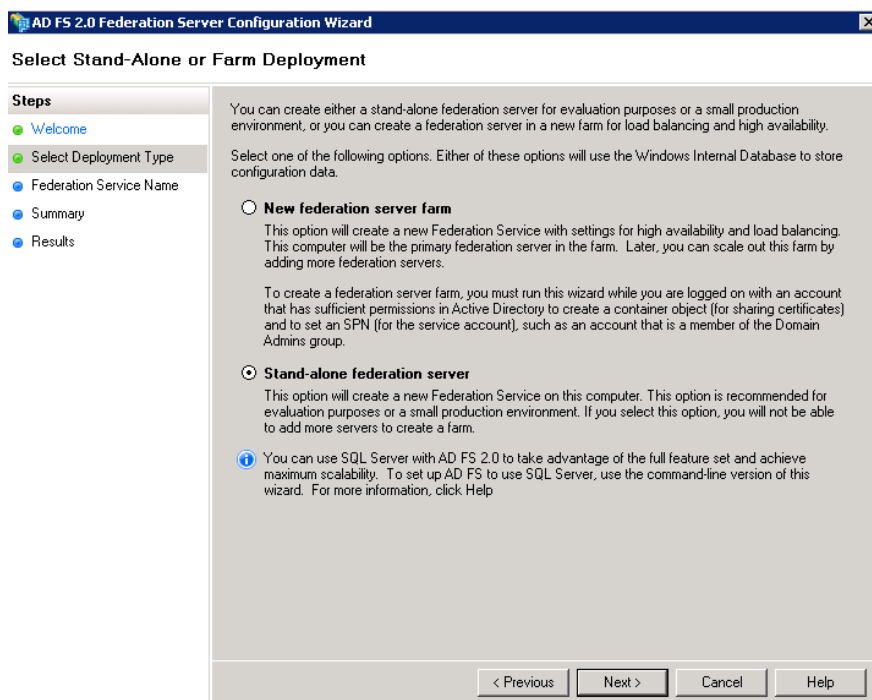 AD FS 2.0 Federation Server Configuration Wizard
Select Stand-Alone or Farm Deployment
Steps
Welcome
Select Deployment Type
Federation Service Name
Summary
Results
You can create either a stand-alone federation server for evaluation purposes or a small production
environment, or you can create a federation server in a new farm for load balancing and high availability.
Select one of the following options. Either of these options will use the Windows Internal Database to store
configuration data.
New federation server farm
This option will create a new Federation Service with settings for high availability and load balancing.
This computer will be the primary federation server in the farm. Later, you can scale out this farm by
adding more federation servers.
To create a federation server farm, you must run this wizard while you are logged on with an account
that has sufficient permissions in Active Directory to create a container object (for sharing certificates)
and to set an SPN (for the service account), such as an account that is a member of the Domain
Admins group.
Stand-alone federation server
This option will create a new Federation Service on this computer. This option is recommended for
evaluation purposes or a small production environment. If you select this option, you will not be able
to add more servers to create a farm.
You can use SQL Server with AD FS 2.0 to take advantage of the full feature set and achieve
maximum scalability. To set up AD FS to use SQL Server, use the command-line version of this
wizard. For more information, click Help
< Previous
Next >
Cancel
Help